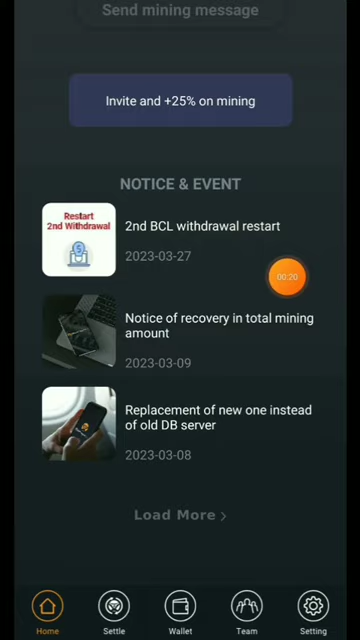 Send mining message
Invite and +25% on mining
NOTICE & EVENT
Restart
2nd Withdrawal
2nd BCL withdrawal restart
2023-03-27
00:20
Notice of recovery in total mining
amount
2023-03-09
Replacement of new one instead
of old DB server
2023-03-08
Load More >
Home
Settle
Wallet
Team
Setting